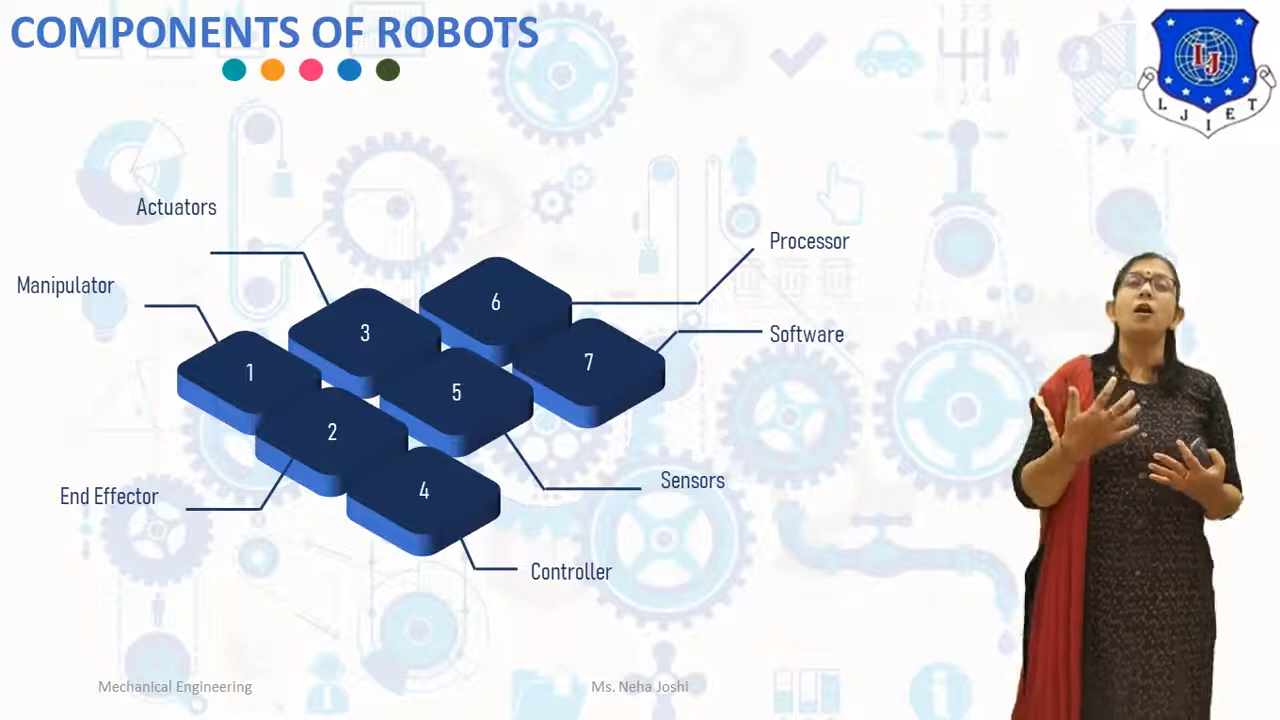 COMPONENTS OF ROBOTS
L J I E T
LJ
Actuators
Manipulator
Processor
Software
End Effector
Sensors
Controller
1
2
3
4
5
6
7
Mechanical Engineering
Ms. Neha Joshi